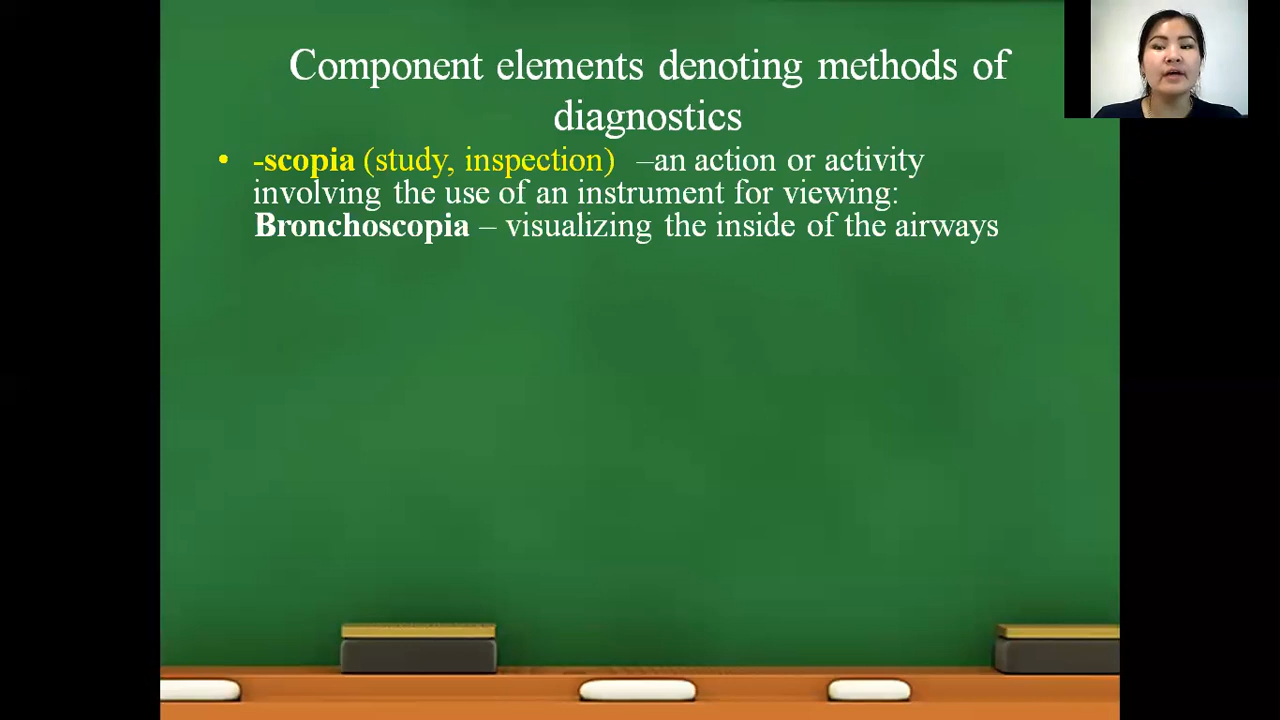 Component elements denoting methods of
diagnostics
• -scopia (study, inspection) –an action or activity
involving the use of an instrument for viewing:
Bronchoscopia – visualizing the inside of the airways